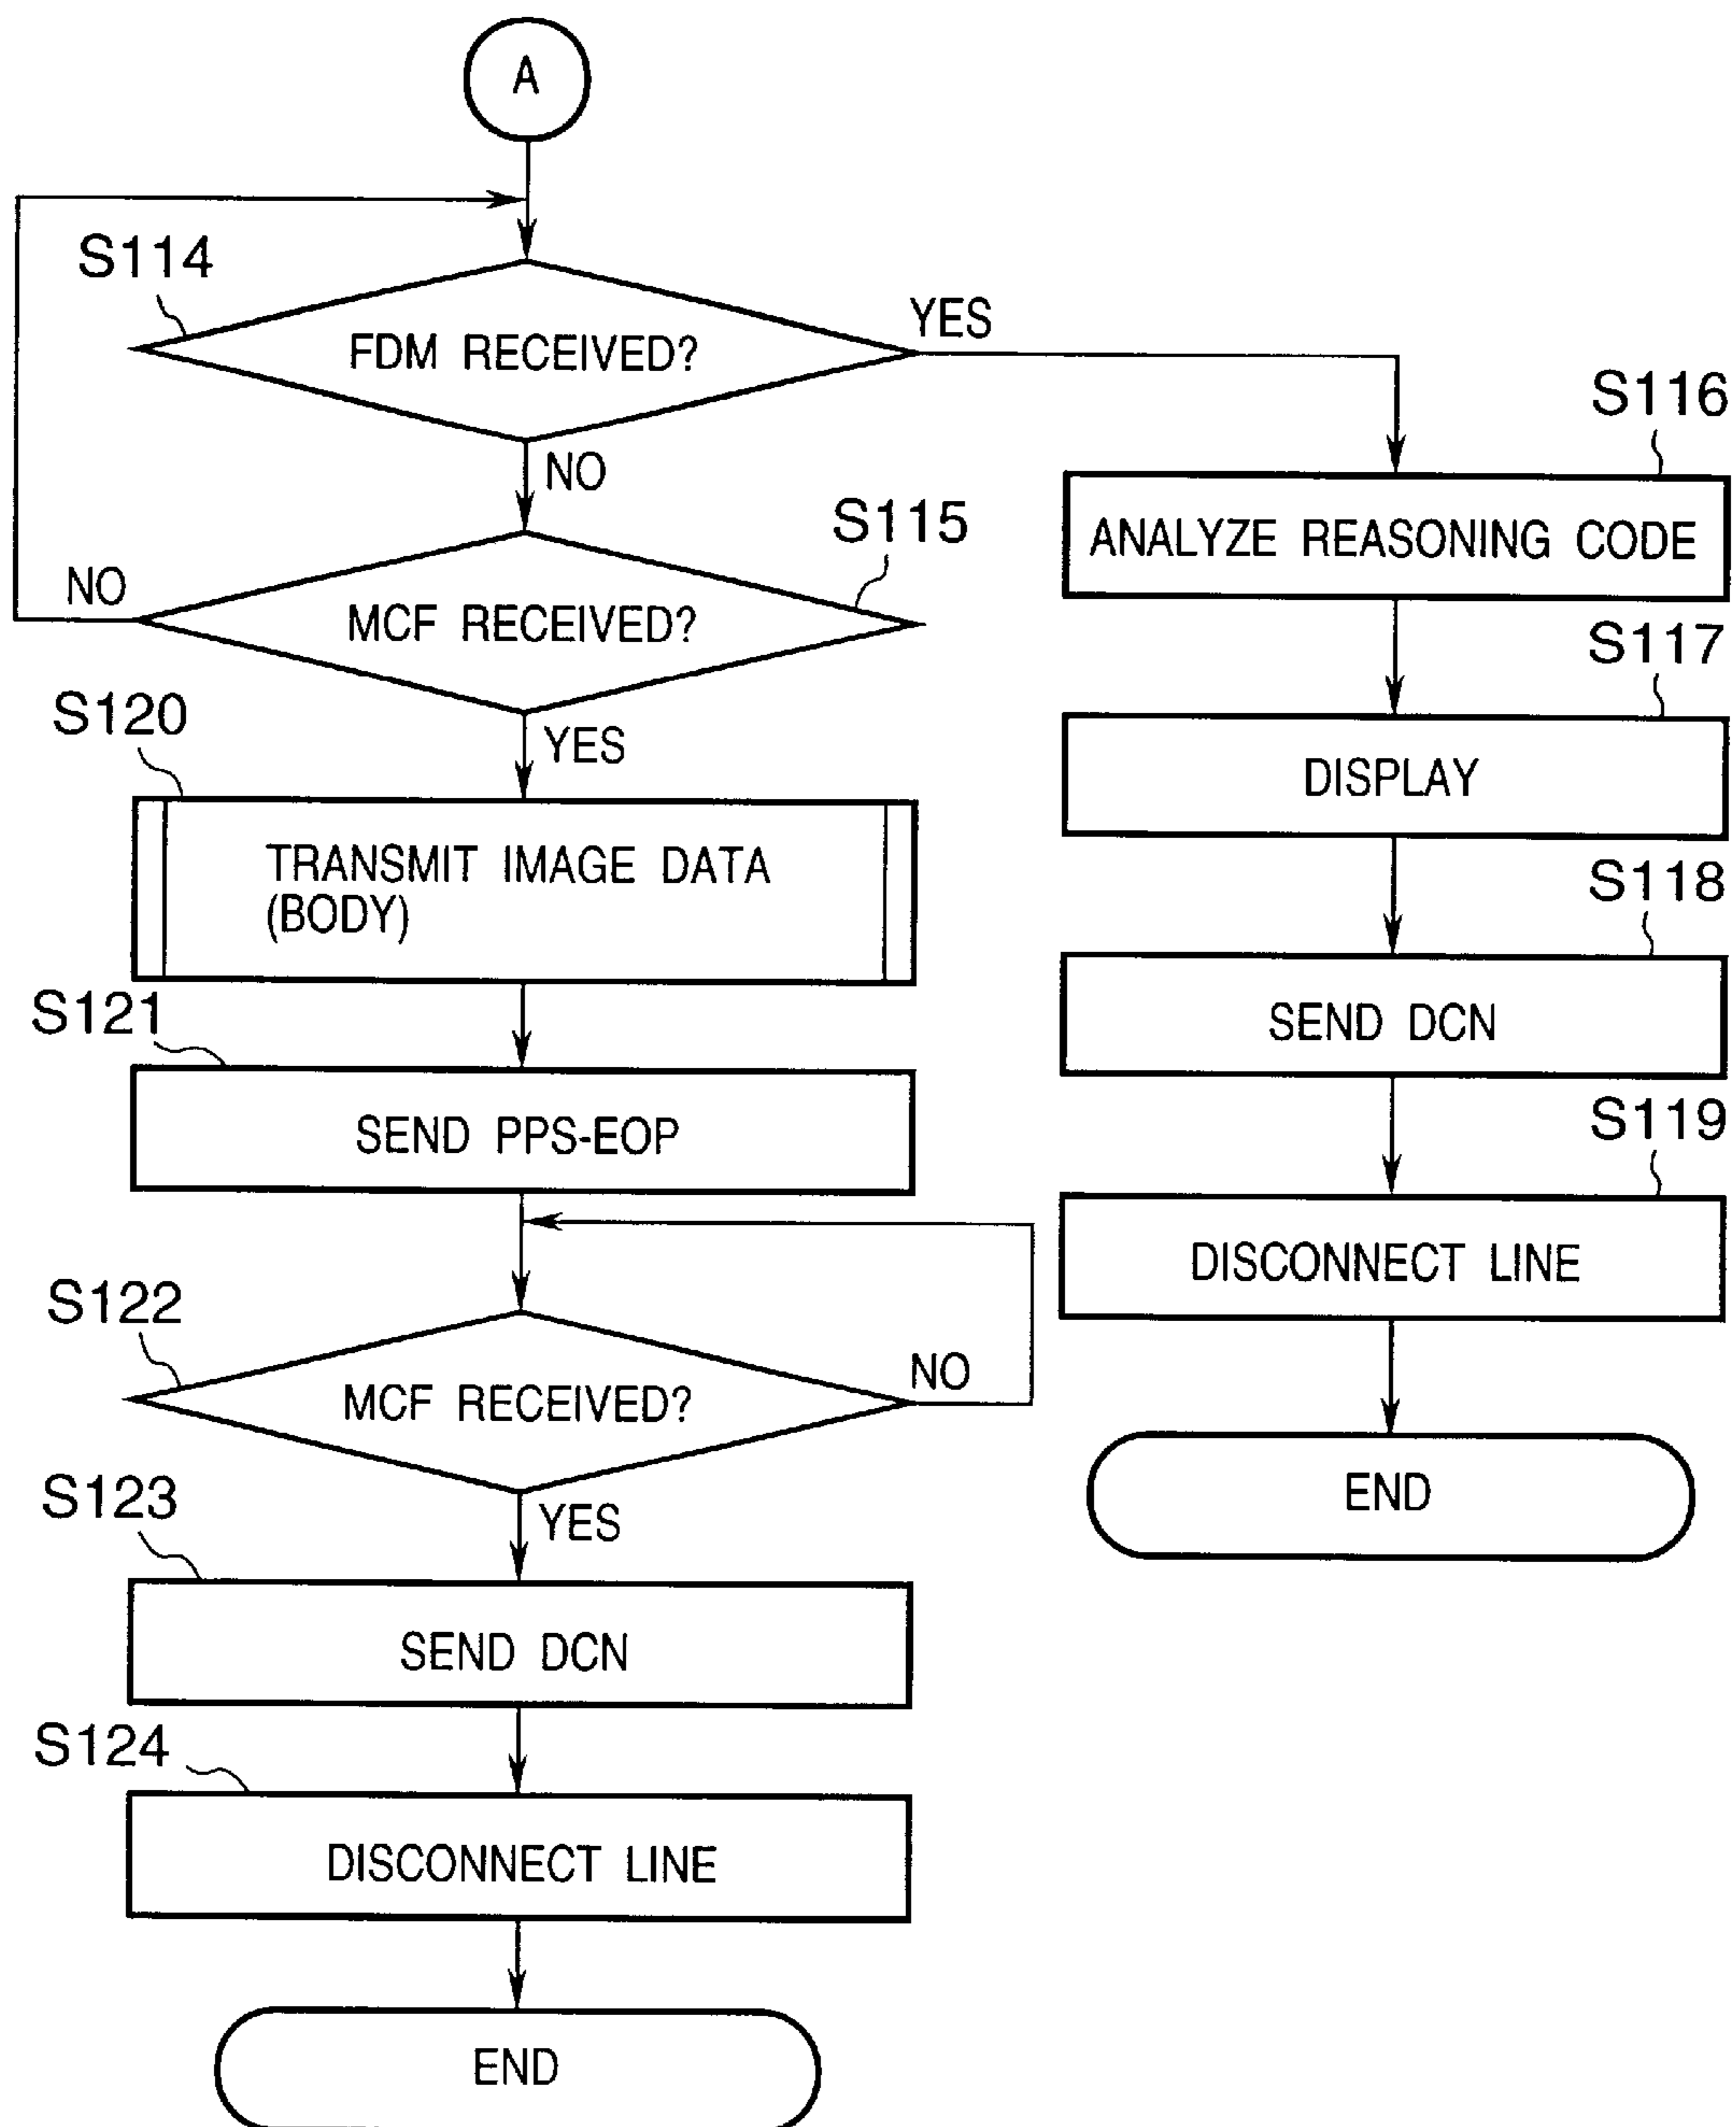 A
S114
FDM RECEIVED?
YES
NO
S115
MCF RECEIVED?
NO
YES
S116
ANALYZE REASONING CODE
S117
DISPLAY
S118
SEND DCN
S119
DISCONNECT LINE
END
S120
TRANSMIT IMAGE DATA
(BODY)
S121
SEND PPS-EOP
S122
MCF RECEIVED?
NO
YES
S123
SEND DCN
S124
DISCONNECT LINE
END